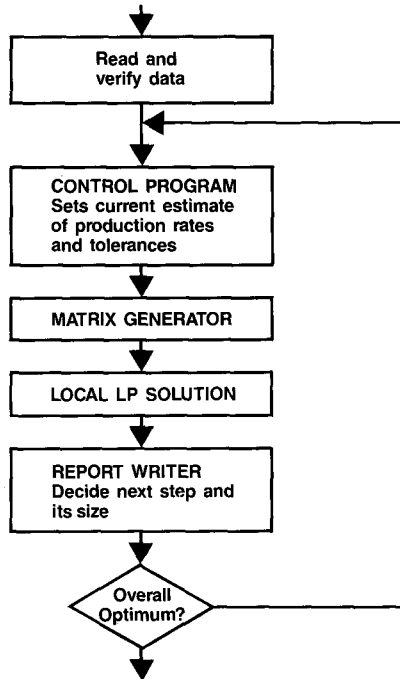 Read and
verify data
CONTROL PROGRAM
Sets current estimate
of production rates
and tolerances
MATRIX GENERATOR
LOCAL LP SOLUTION
REPORT WRITER
Decide next step and
its size
Overall
Optimum?